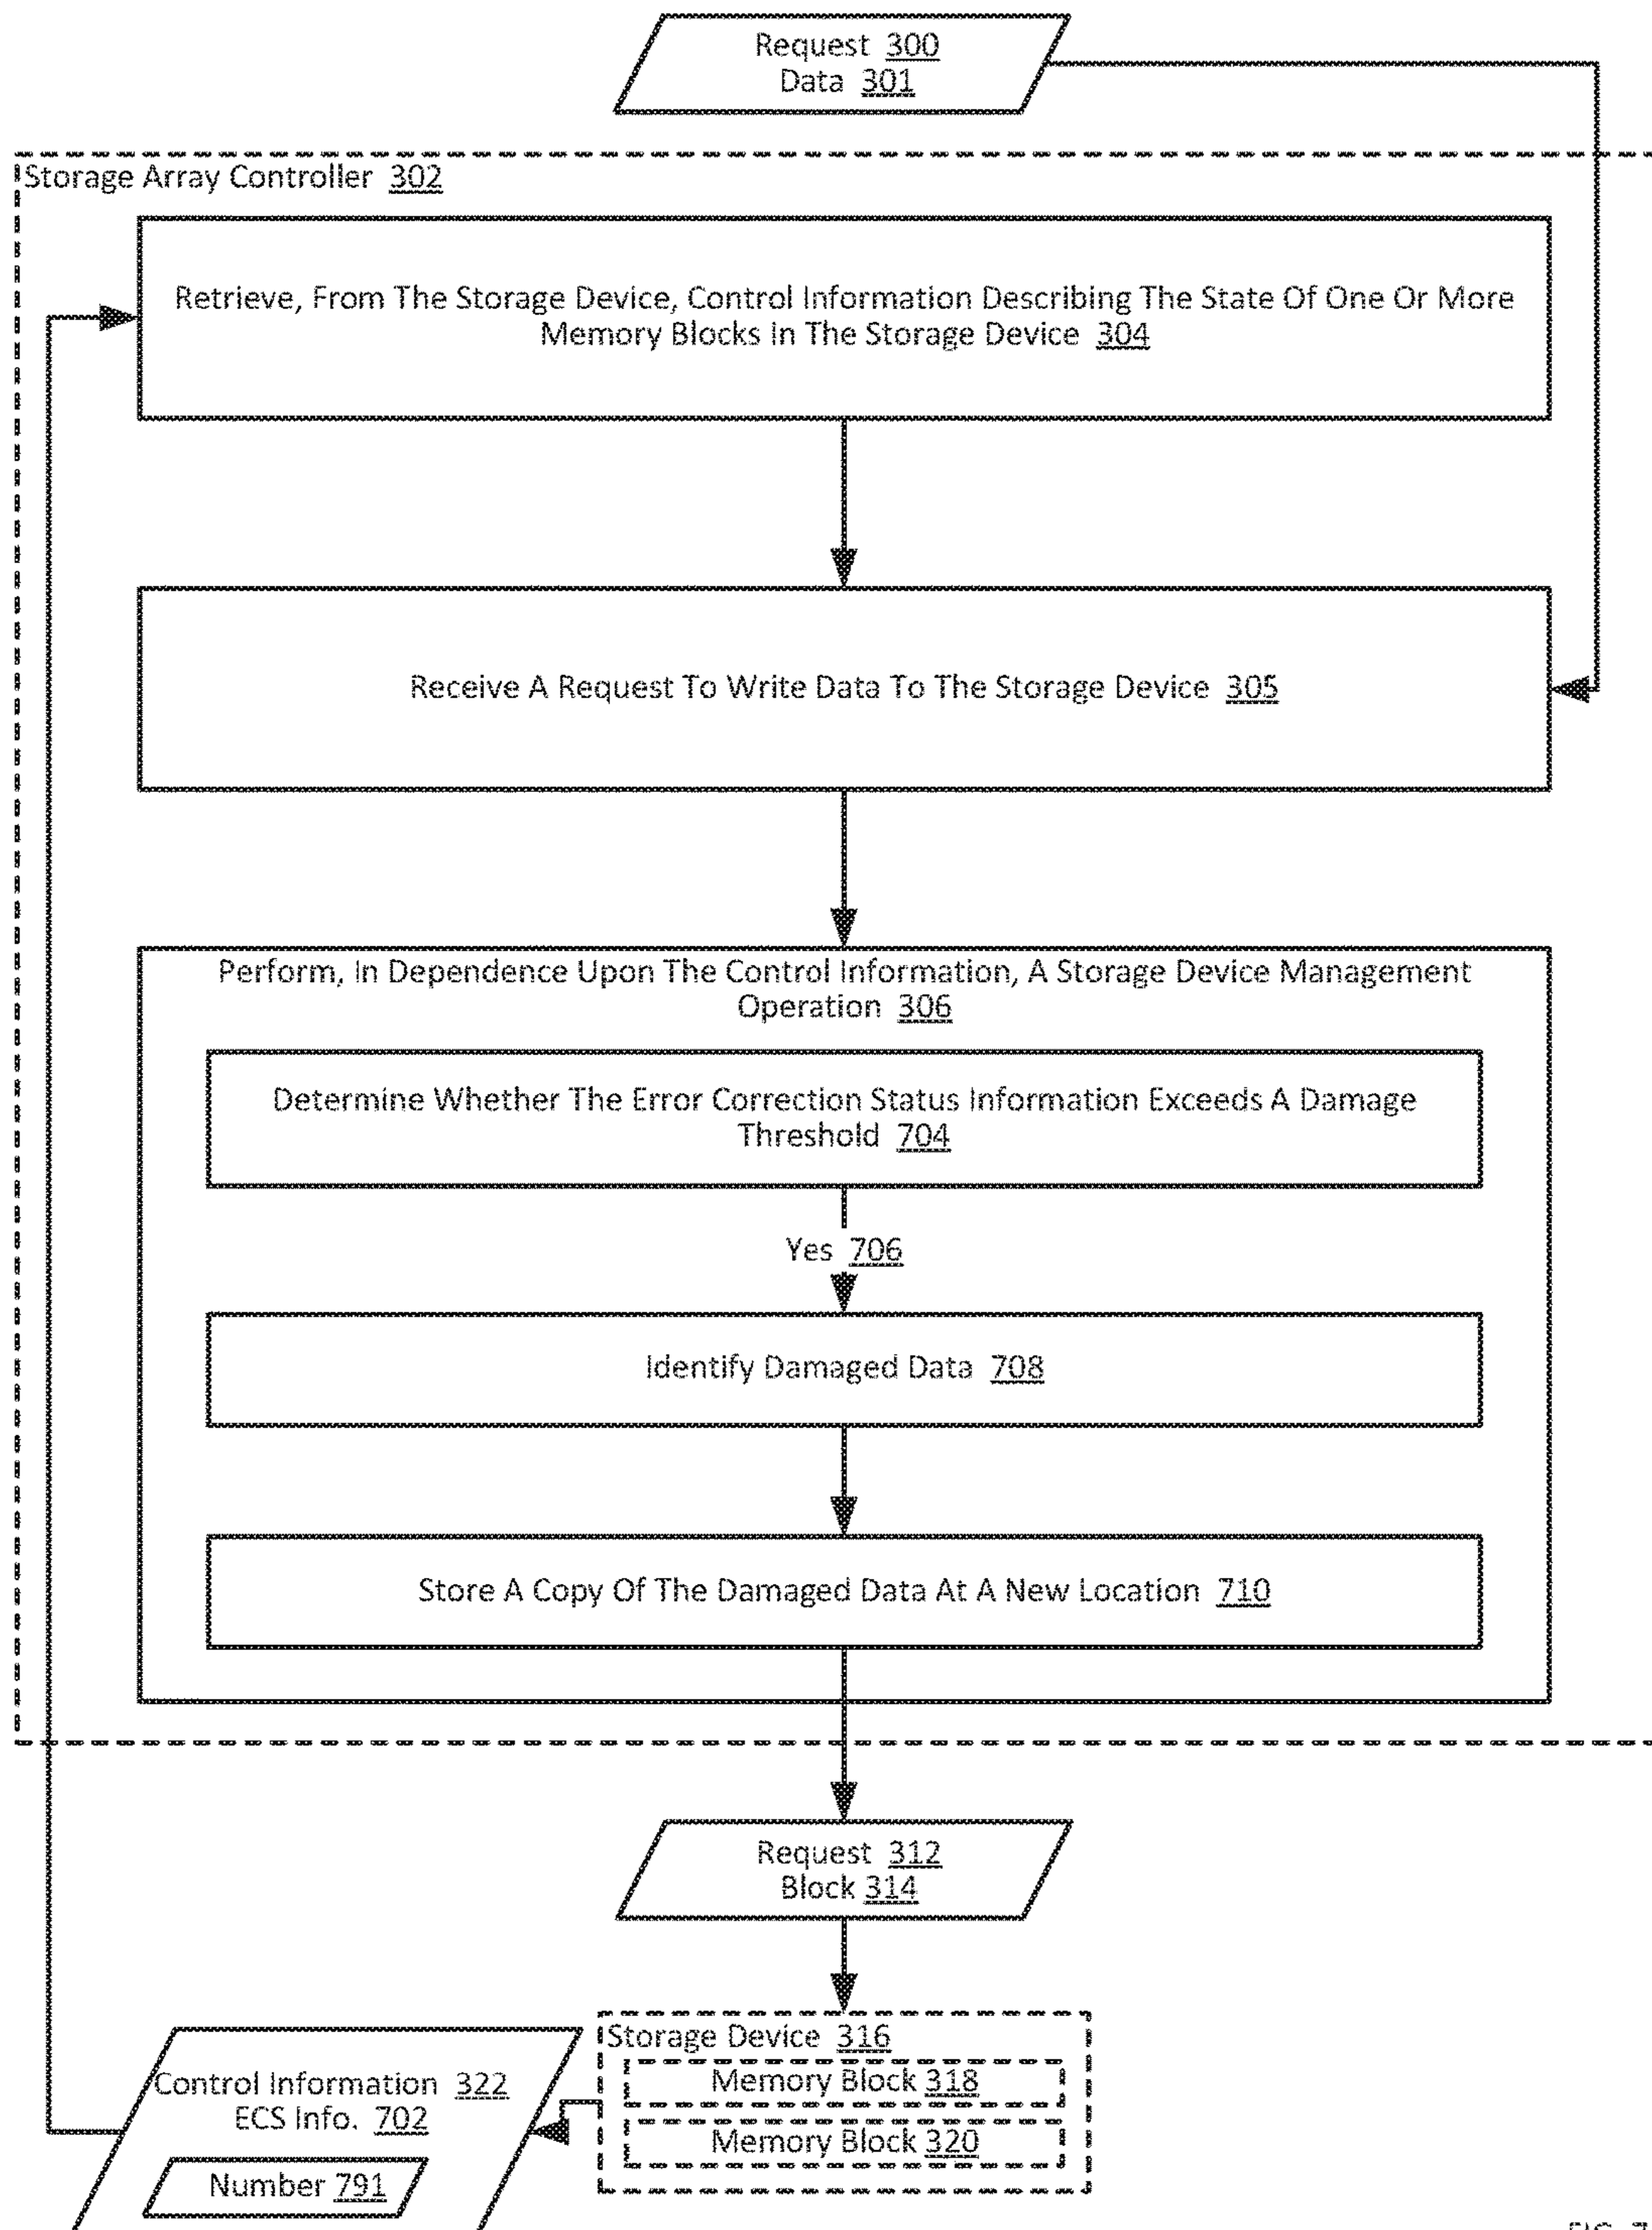 Request 300
Data 301
Storage Array Controller 302
Retrieve, From The Storage Device, Control Information Describing The State Of One Or More
Memory Blocks In The Storage Device 304
Receive A Request To Write Data To The Storage Device 305
Perform, In Dependence Upon The Control Information, A Storage Device Management
Operation 306
Determine Whether The Error Correction Status Information Exceeds A Damage
Threshold 704
Yes 706
Identify Damaged Data 708
Store A Copy Of The Damaged Data At A New Location 710
Request 312
Block 314
Storage Device 316
Memory Block 318
Memory Block 320
Control Information 322
ECS Info. 702
Number 791